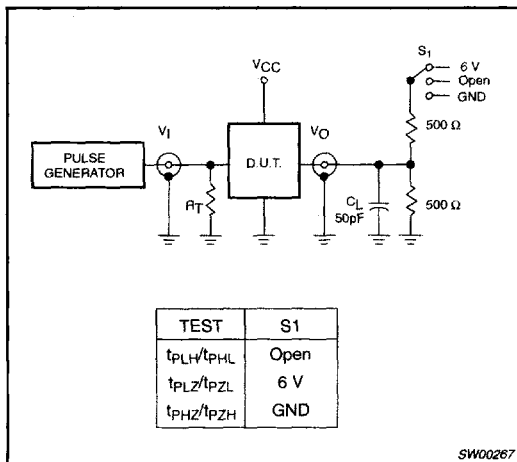 S1
6 V
Open
GND
VCC
500 Ω
VI
VO
PULSE
GENERATOR
D.U.T.
RT
CL
50pF
500 Ω
TEST S1
tPLH/tPHL Open
tPLZ/tPZL 6 V
tPHZ/tPZH GND
SW00267